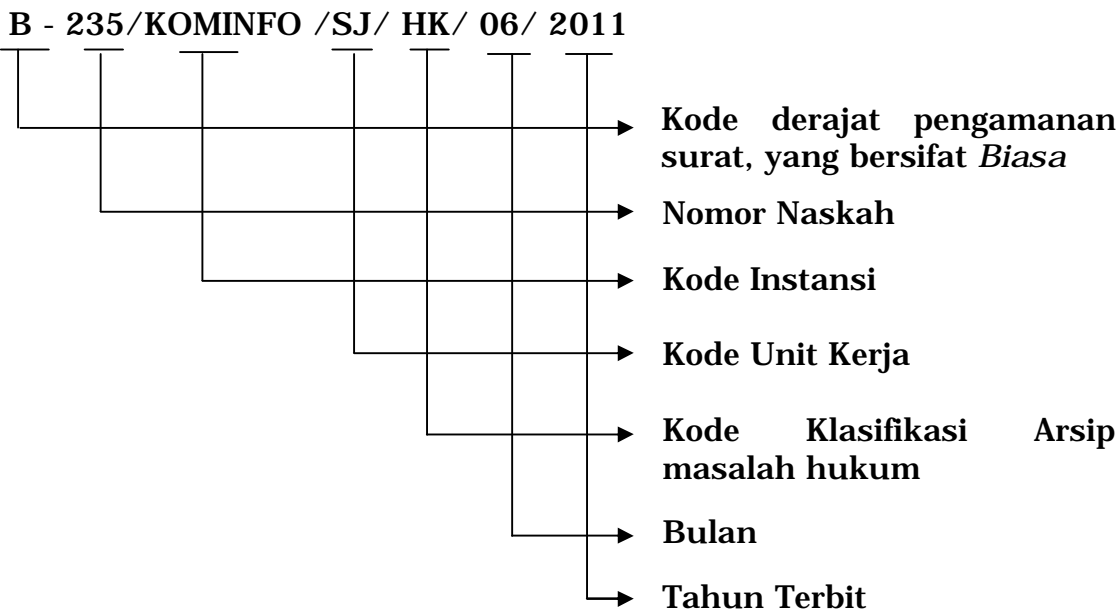 B - 235/KOMINFO /SJ/ HK/ 06/ 2011
Kode derajat pengamanan
surat, yang bersifat Biasa
Nomor Naskah
Kode Instansi
Kode Unit Kerja
Kode Klasifikasi Arsip
masalah hukum
Bulan
Tahun Terbit